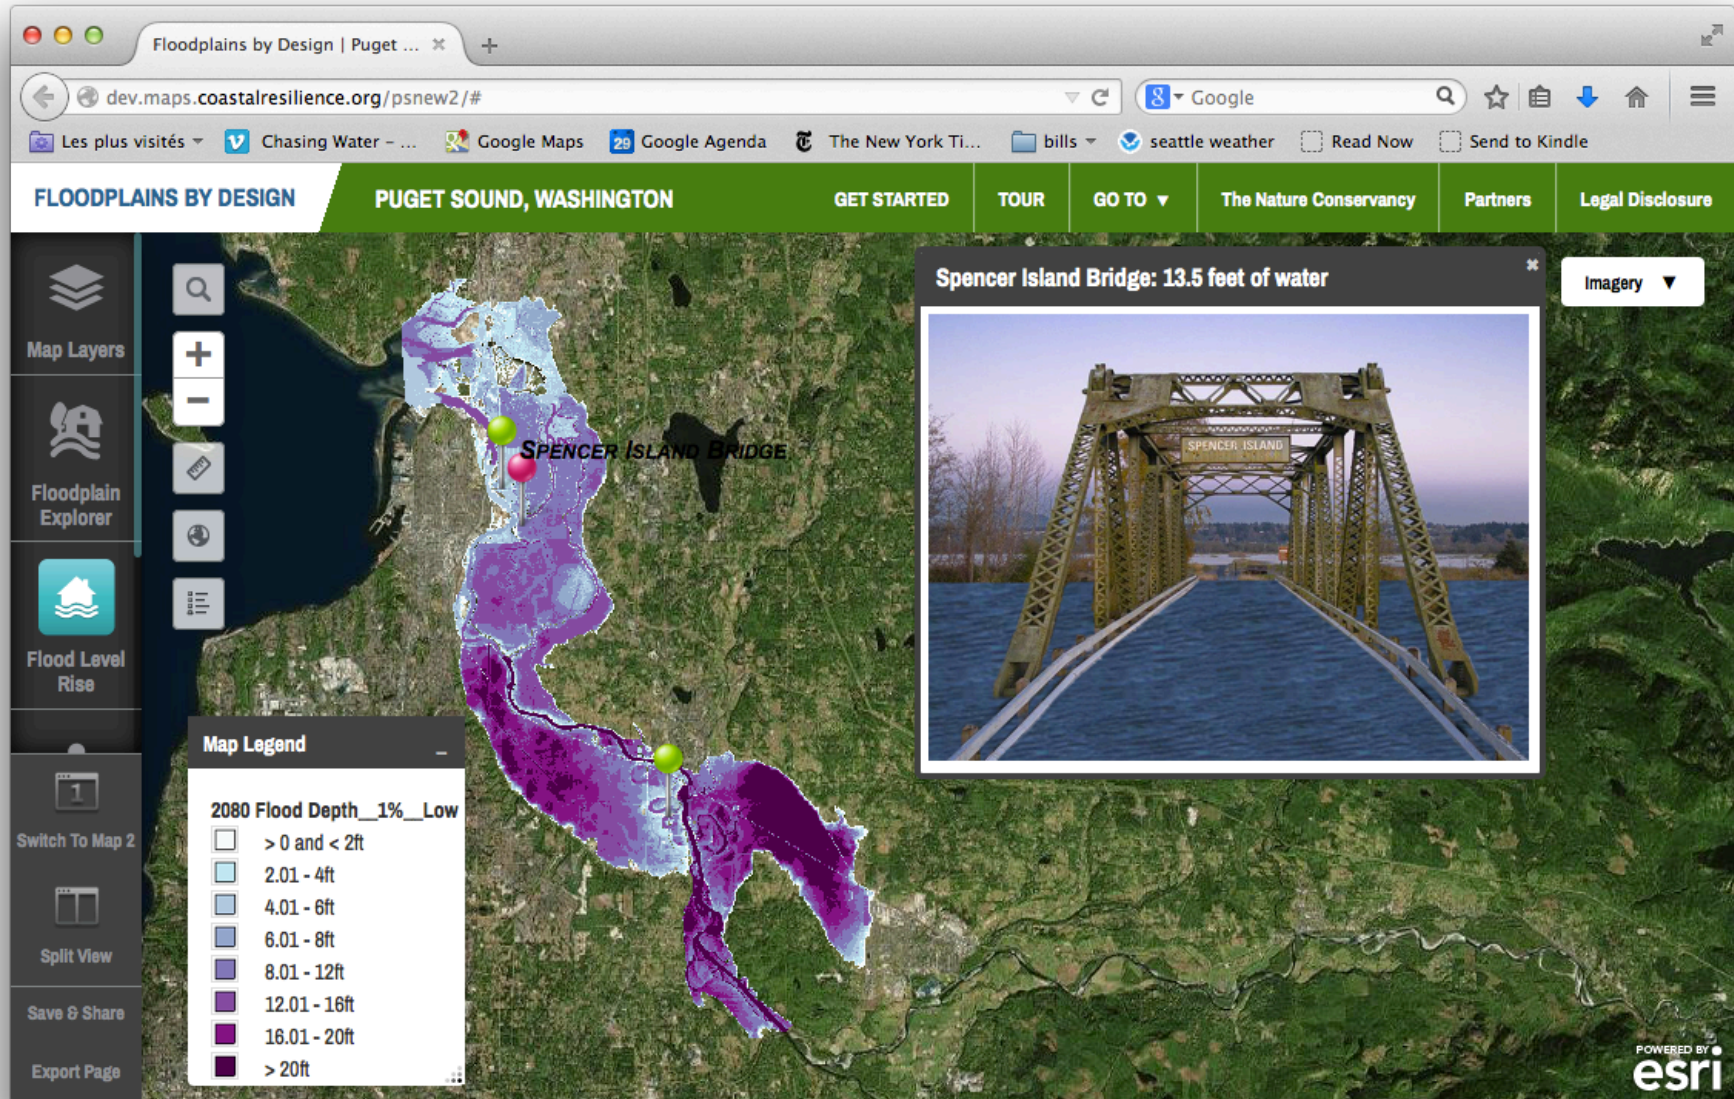 Floodplains by Design | Puget ...
dev.maps.coastalresilience.org/psnew2/#
Google
Les plus visités
Chasing Water – ...
Google Maps
29 Google Agenda
The New York Ti...
bills
seattle weather
Read Now
Send to Kindle
FLOODPLAINS BY DESIGN
PUGET SOUND, WASHINGTON
GET STARTED
TOUR
GO TO ▼
The Nature Conservancy
Partners
Legal Disclosure
Map Layers
Floodplain
Explorer
Flood Level
Rise
1
Switch To Map 2
Split View
Save & Share
Export Page
SPENCER ISLAND BRIDGE
Spencer Island Bridge: 13.5 feet of water
SPENCER ISLAND
Imagery ▼
Map Legend
2080 Flood Depth__1%__Low
> 0 and < 2ft
2.01 - 4ft
4.01 - 6ft
6.01 - 8ft
8.01 - 12ft
12.01 - 16ft
16.01 - 20ft
> 20ft
POWERED BY
esri